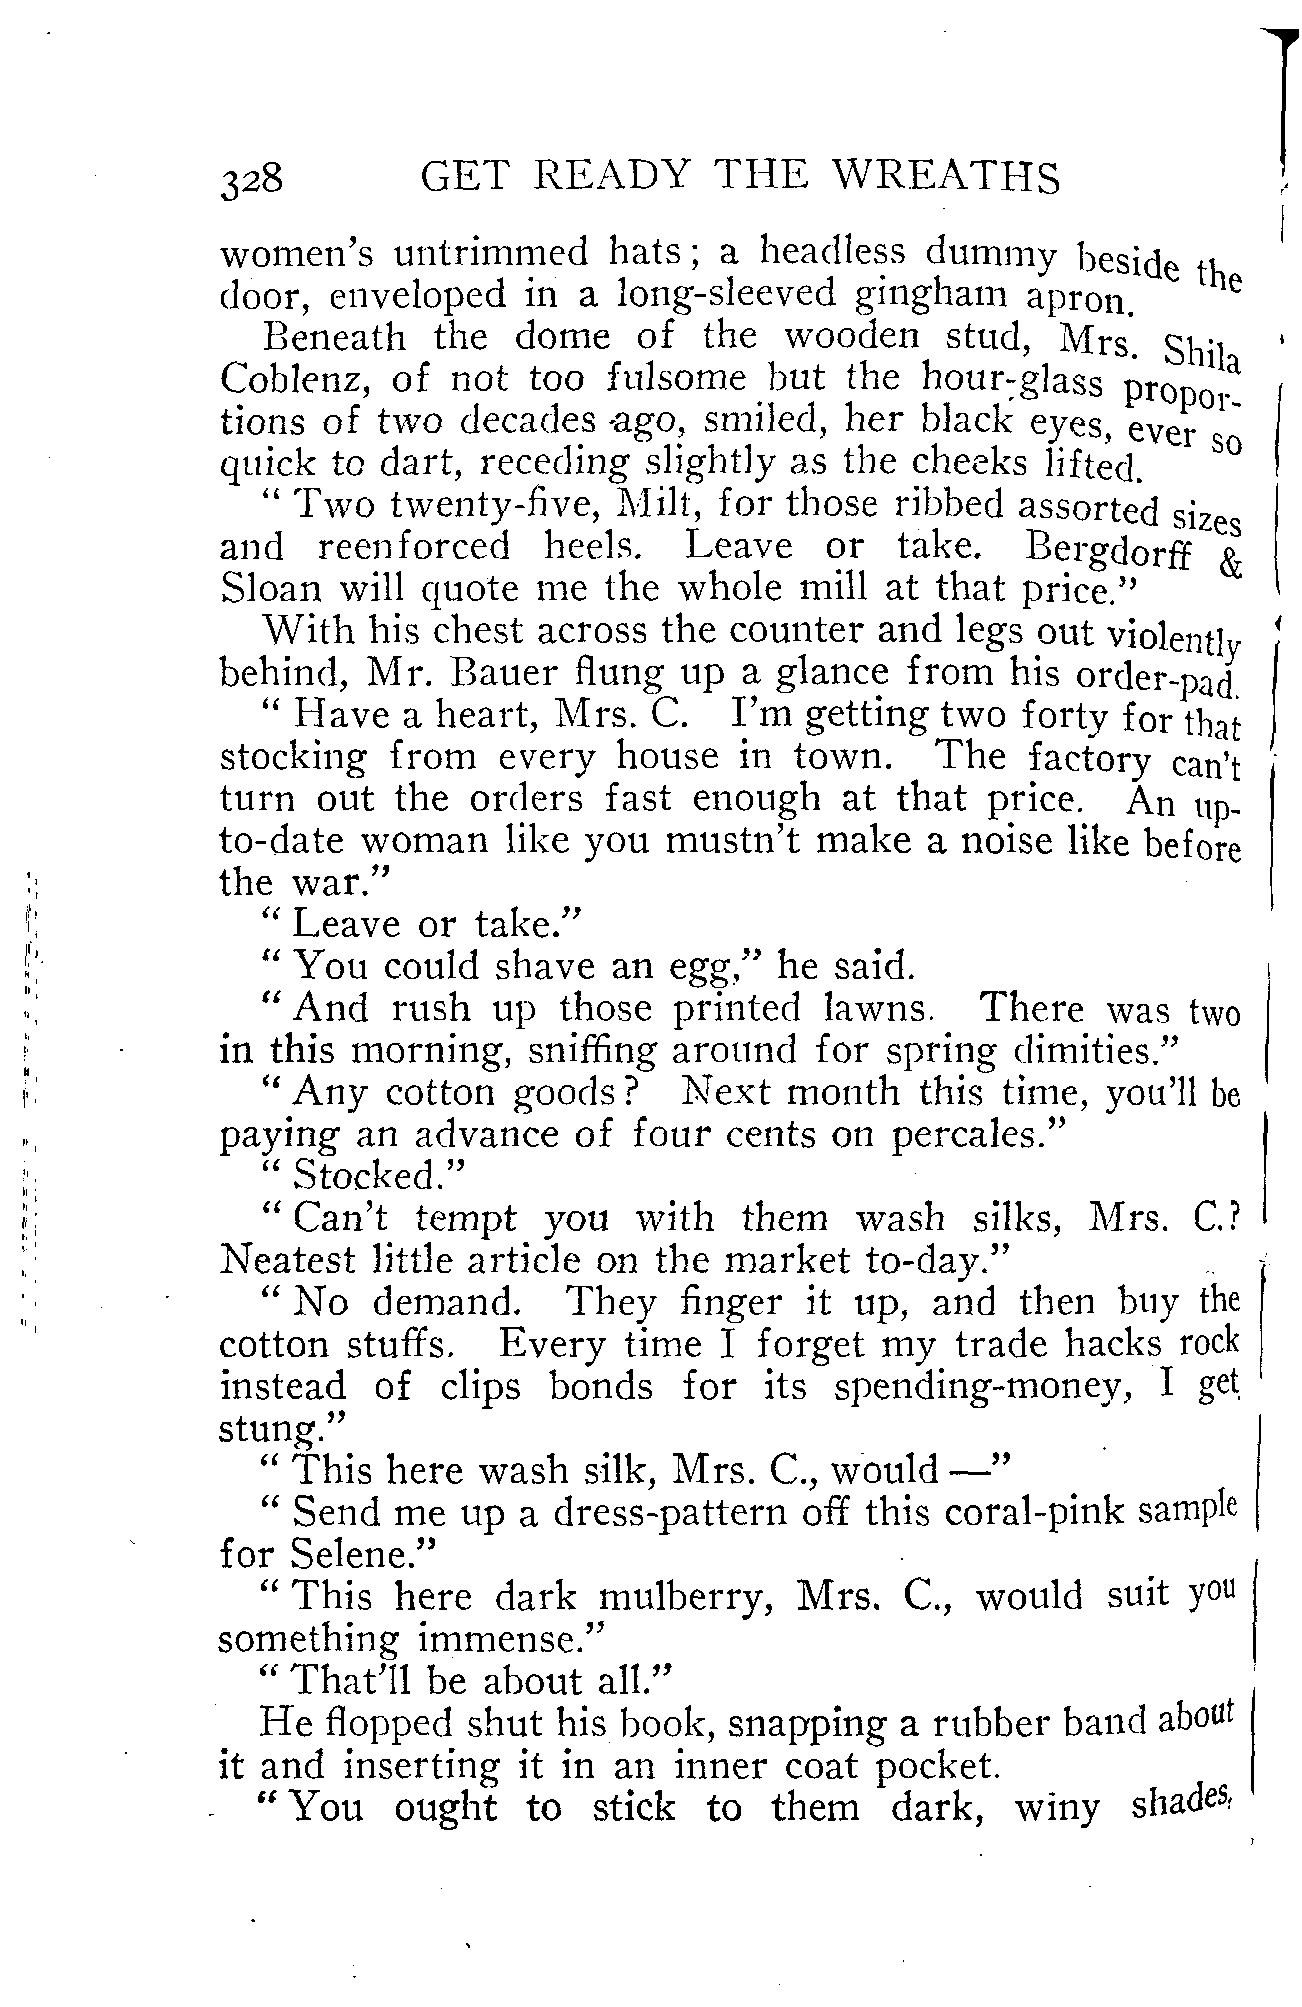 328 GET READY THE WREATHS
women's untrimmed hats; a headless dummy beside the
door, enveloped in a long-sleeved gingham apron.
Beneath the dome of the wooden stud, Mrs. Shila
Coblenz, of not too fulsome but the hour-glass propor-
tions of two decades ago, smiled, her black eyes, ever so
quick to dart, receding slightly as the cheeks lifted.
"Two twenty-five, Milt, for those ribbed assorted sizes
and reenforced heels. Leave or take. Bergdorff &
Sloan will quote me the whole mill at that price."
With his chest across the counter and legs out violently
behind, Mr. Bauer flung up a glance from his order-pad.
"Have a heart, Mrs. C. I'm getting two forty for that
stocking from every house in town. The factory can't
turn out the orders fast enough at that price. An up-
to-date woman like you mustn't make a noise like before
the war."
"Leave or take."
"You could shave an egg," he said.
"And rush up those printed lawns. There was two
in this morning, sniffing around for spring dimities."
"Any cotton goods? Next month this time, you'll be
paying an advance of four cents on percales."
"Stocked."
"Can't tempt you with them wash silks, Mrs. C.?
Neatest little article on the market to-day."
"No demand. They finger it up, and then buy the
cotton stuffs. Every time I forget my trade hacks rock
instead of clips bonds for its spending-money, I get
stung."
"This here wash silk, Mrs. C., would —"
"Send me up a dress-pattern off this coral-pink sample
for Selene."
"This here dark mulberry, Mrs. C., would suit you
something immense."
"That'll be about all."
He flopped shut his book, snapping a rubber band about
it and inserting it in an inner coat pocket.
"You ought to stick to them dark, winy shades,